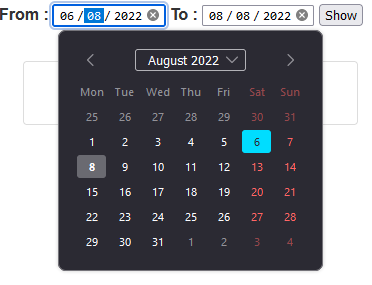 From : 06 / 08 / 2022 To : 08 / 08 / 2022 Show
August 2022
Mon Tue Wed Thu Fri Sat Sun
25 26 27 28 29 30 31
1 2 3 4 5 6 7
8 9 10 11 12 13 14
15 16 17 18 19 20 21
22 23 24 25 26 27 28
29 30 31 1 2 3 4